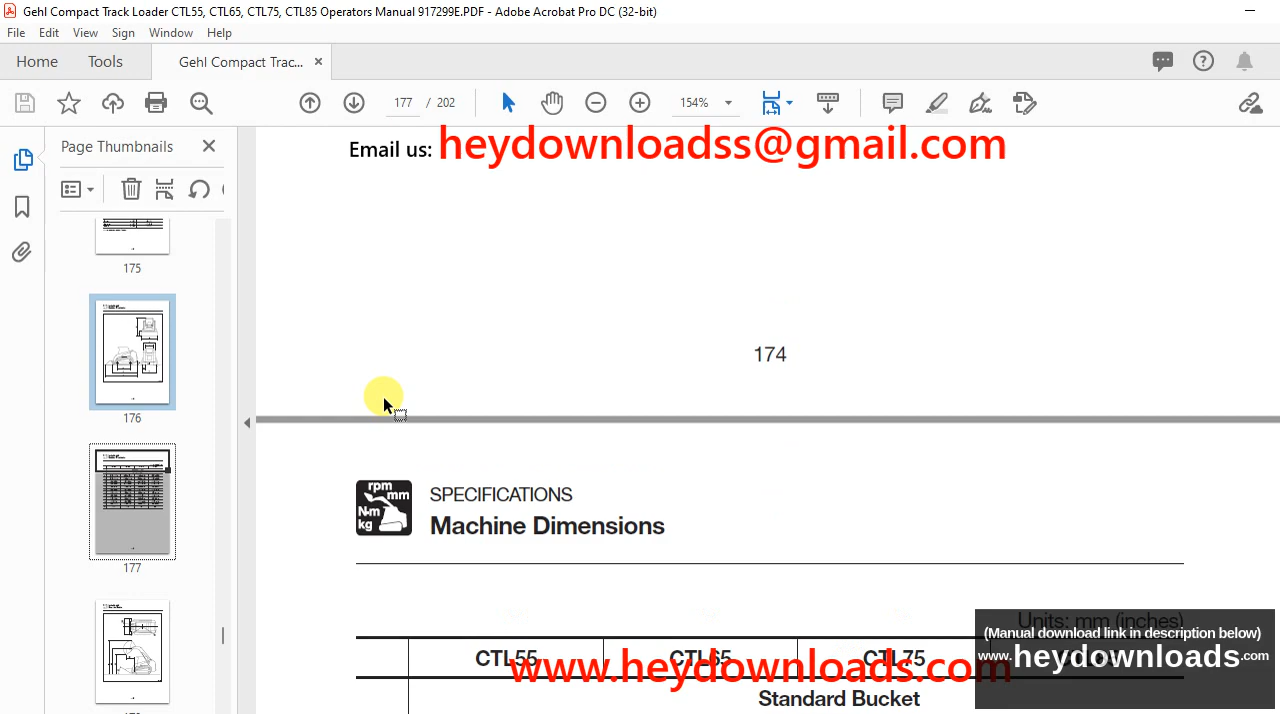 Gehl Compact Track Loader CTL55, CTL65, CTL75, CTL85 Operators Manual 917299E.PDF - Adobe Acrobat Pro DC (32-bit)
File Edit View Sign Window Help
Home Tools Gehl Compact Trac... ×
177 / 202 154%
Email us: heydownloadss@gmail.com
Page Thumbnails
175
176
177
174
rpm
mm
N•m
kg
SPECIFICATIONS
Machine Dimensions
Units: mm (inches)
CTL55 CTL65 CTL75
www.heydownloads.com
Standard Bucket
(Manual download link in description below)
www.heydownloads.com